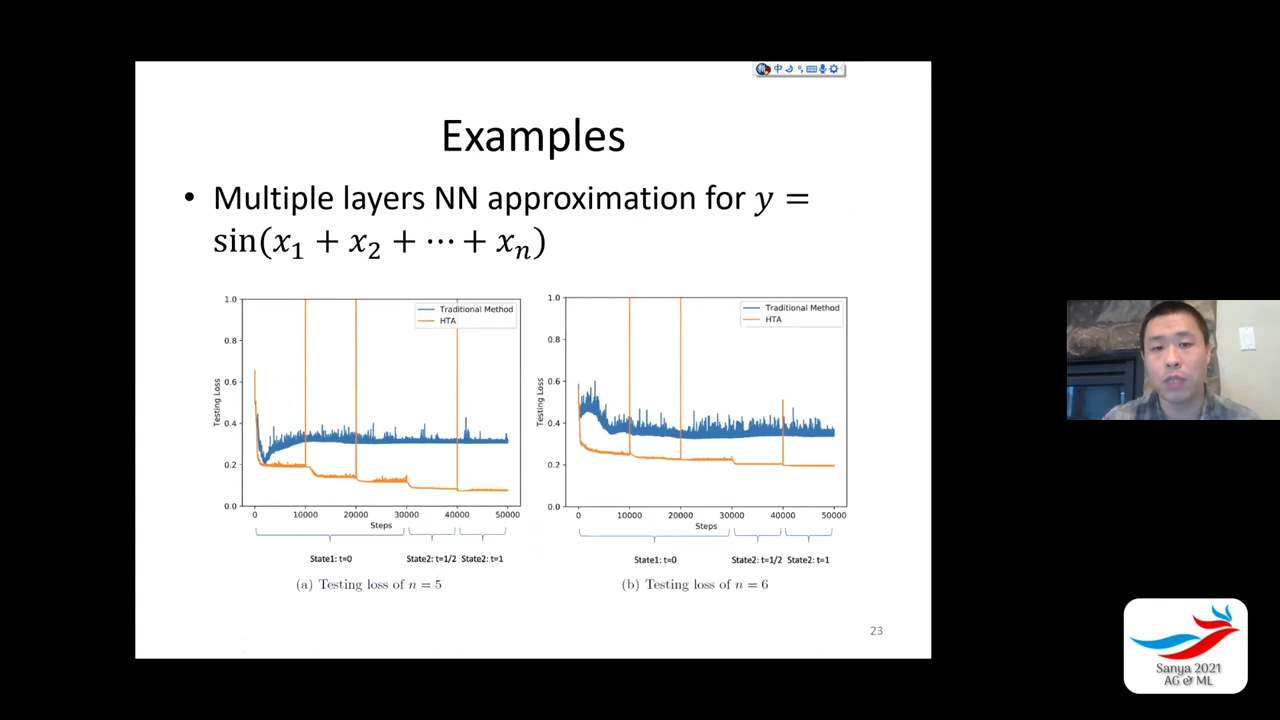 中
Examples
• Multiple layers NN approximation for y =
sin(x₁ + x₂ + ⋯ + xₙ)
1.0
0.8
0.6
0.4
0.2
0.0
Testing Loss
Traditional Method
HTA
0 10000 20000 30000 40000 50000
Steps
State1: t=0 State2: t=1/2 State2: t=1
(a) Testing loss of n = 5
1.0
0.8
0.6
0.4
0.2
0.0
Testing Loss
Traditional Method
HTA
0 10000 20000 30000 40000 50000
Steps
State1: t=0 State2: t=1/2 State2: t=1
(b) Testing loss of n = 6
23
Sanya 2021
AG & ML